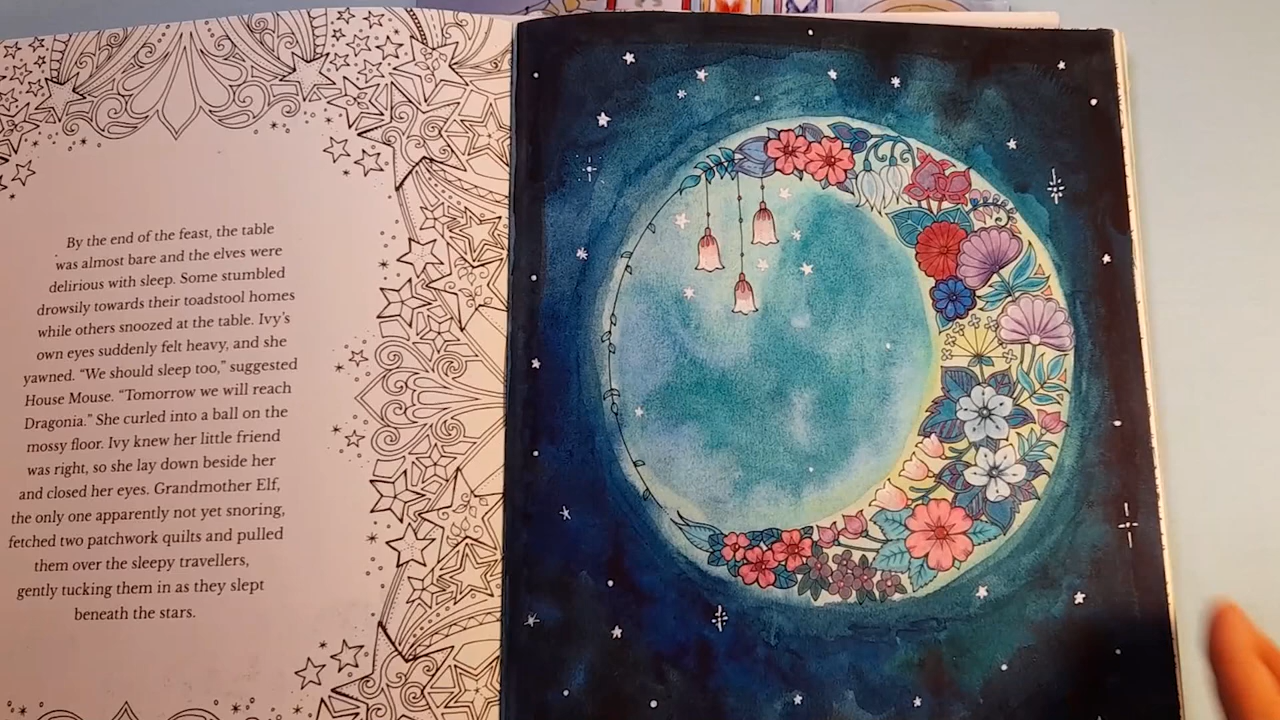 By the end of the feast, the table
was almost bare and the elves were
delirious with sleep. Some stumbled
drowsily towards their toadstool homes
while others snoozed at the table. Ivy's
own eyes suddenly felt heavy, and she
yawned. “We should sleep too,” suggested
House Mouse. “Tomorrow we will reach
Dragonia.” She curled into a ball on the
mossy floor. Ivy knew her little friend
was right, so she lay down beside her
and closed her eyes. Grandmother Elf,
the only one apparently not yet snoring,
fetched two patchwork quilts and pulled
them over the sleepy travellers,
gently tucking them in as they slept
beneath the stars.